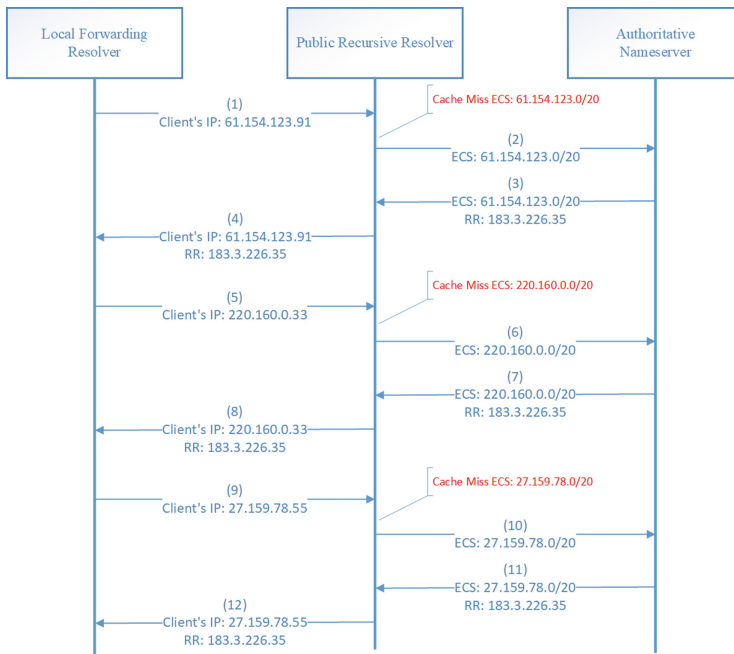 Local Forwarding
Resolver
Public Recursive Resolver
Authoritative
Nameserver
(1)
Client's IP: 61.154.123.91
Cache Miss ECS: 61.154.123.0/20
(2)
ECS: 61.154.123.0/20
(3)
ECS: 61.154.123.0/20
RR: 183.3.226.35
(4)
Client's IP: 61.154.123.91
RR: 183.3.226.35
(5)
Client's IP: 220.160.0.33
Cache Miss ECS: 220.160.0.0/20
(6)
ECS: 220.160.0.0/20
(7)
ECS: 220.160.0.0/20
RR: 183.3.226.35
(8)
Client's IP: 220.160.0.33
RR: 183.3.226.35
(9)
Client's IP: 27.159.78.55
Cache Miss ECS: 27.159.78.0/20
(10)
ECS: 27.159.78.0/20
(11)
ECS: 27.159.78.0/20
RR: 183.3.226.35
(12)
Client's IP: 27.159.78.55
RR: 183.3.226.35